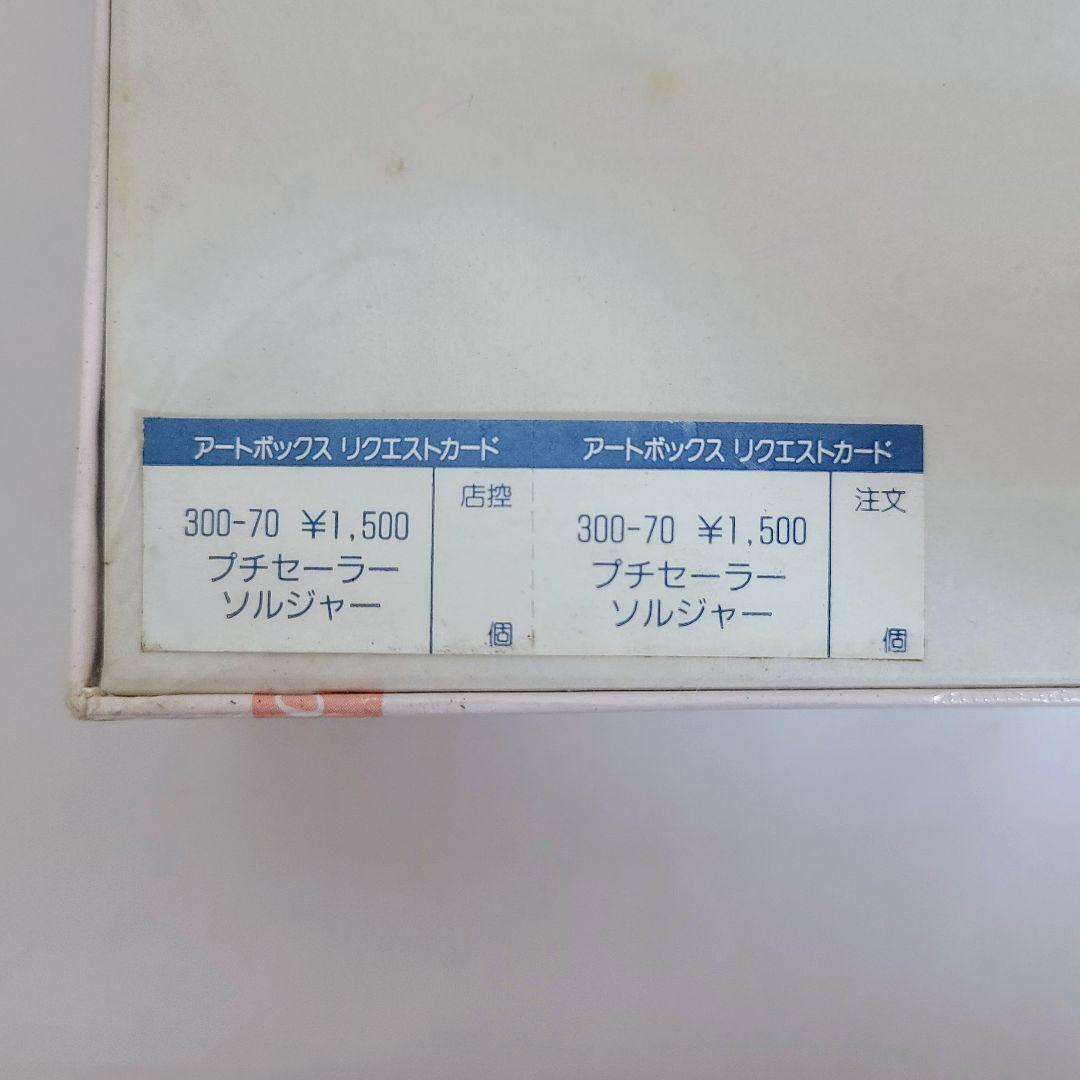 アートボックス リクエストカード
300-70 ¥1,500
プチセーラー
ソルジャー
店控
個
アートボックス リクエストカード
300-70 ¥1,500
プチセーラー
ソルジャー
注文
個